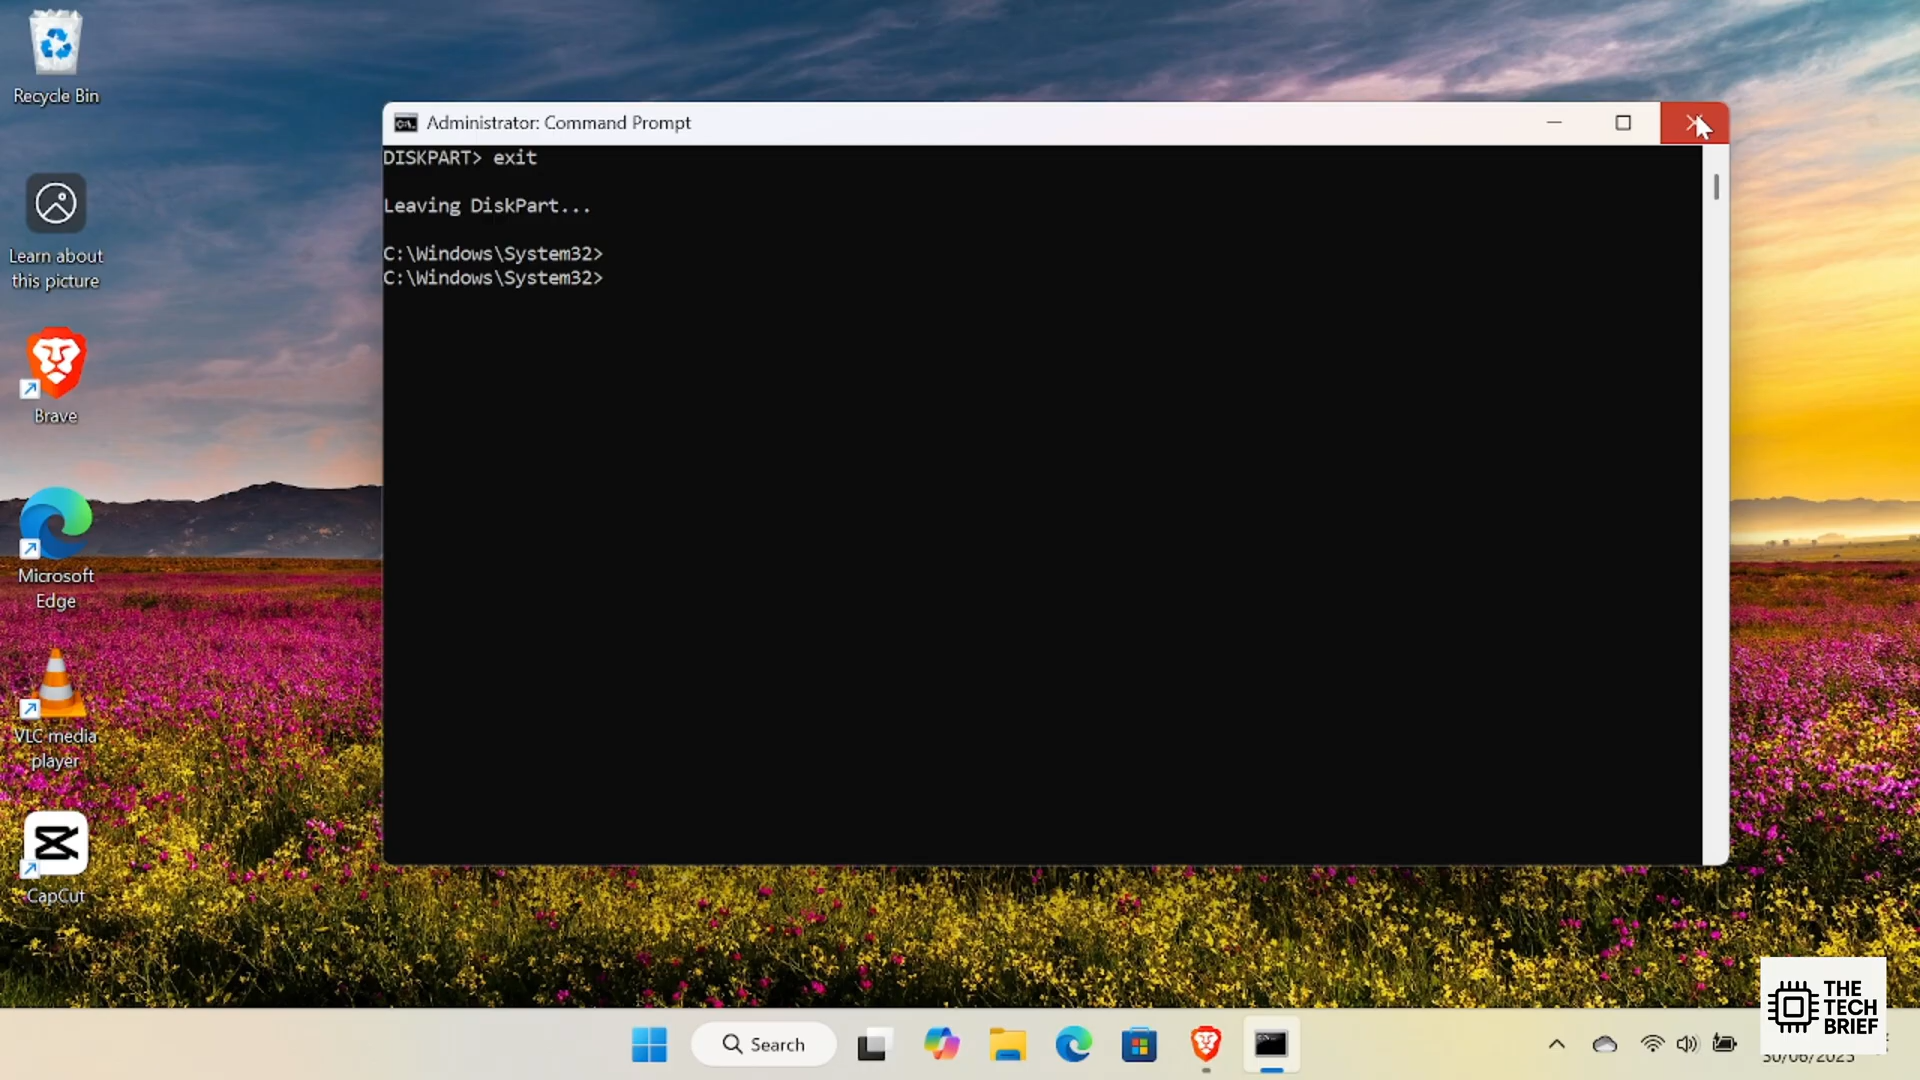 Recycle Bin
Learn about
this picture
Brave
Microsoft
Edge
VLC media
player
CapCut
Administrator: Command Prompt
DISKPART> exit
Leaving DiskPart...
C:\Windows\System32>
C:\Windows\System32>
Search
THE
TECH
BRIEF